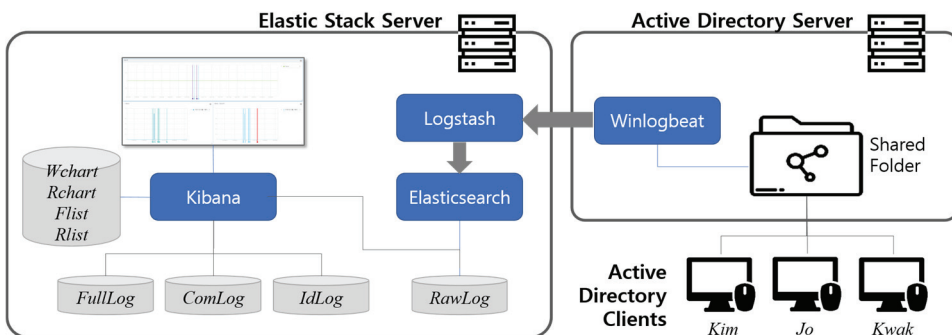 Elastic Stack Server
Active Directory Server
Logstash
Winlogbeat
Shared
Folder
Wchart
Rchart
Flist
Rlist
Kibana
Elasticsearch
FullLog
ComLog
IdLog
RawLog
Active
Directory
Clients
Kim
Jo
Kwak